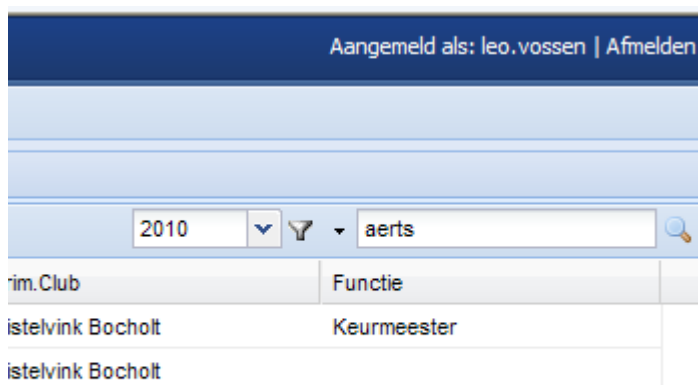 Aangemeld als: leo.vossen | Afmelden
2010 aerts
rim.Club Functie
istelvink Bocholt Keurmeester
istelvink Bocholt